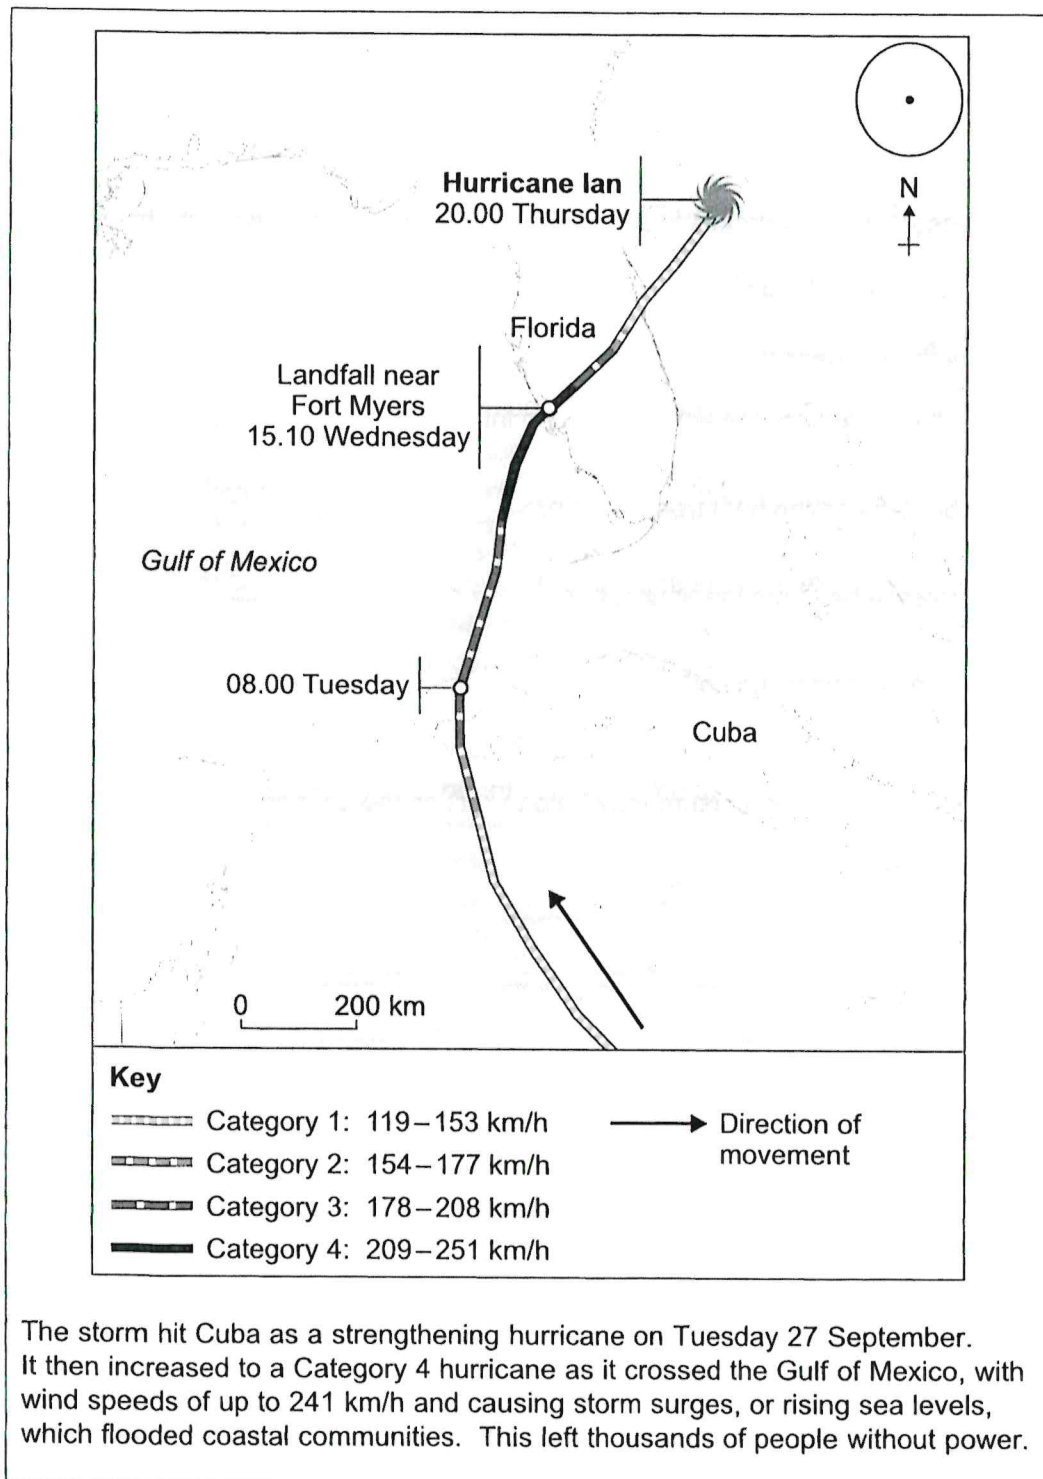 Hurricane Ian
20.00 Thursday
N
Florida
Landfall near
Fort Myers
15.10 Wednesday
Gulf of Mexico
08.00 Tuesday
Cuba
0 200 km
Key
Category 1: 119–153 km/h
Direction of
movement
Category 2: 154–177 km/h
Category 3: 178–208 km/h
Category 4: 209–251 km/h
The storm hit Cuba as a strengthening hurricane on Tuesday 27 September.
It then increased to a Category 4 hurricane as it crossed the Gulf of Mexico, with
wind speeds of up to 241 km/h and causing storm surges, or rising sea levels,
which flooded coastal communities. This left thousands of people without power.